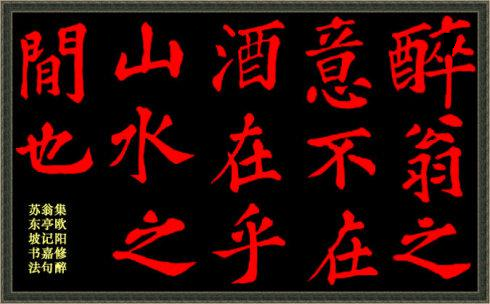 醉翁之
意不在
酒在乎
山水之
間也
集欧阳修醉
翁亭记嘉句
苏东坡书法